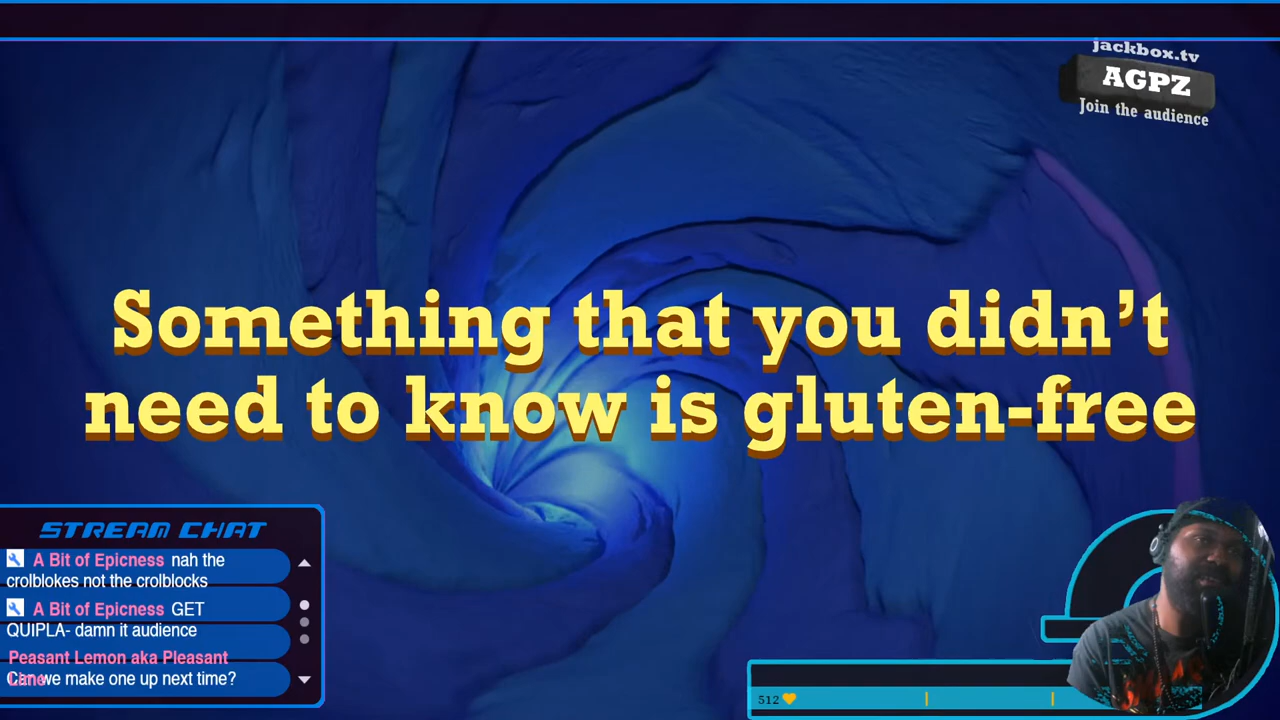 jackbox.tv
AGPZ
Join the audience
Something that you didn’t
need to know is gluten-free
STREAM CHAT
A Bit of Epicness nah the
crolblokes not the crolblocks
A Bit of Epicness GET
QUIPLA- damn it audience
Peasant Lemon aka Pleasant
we make one up next time?
512